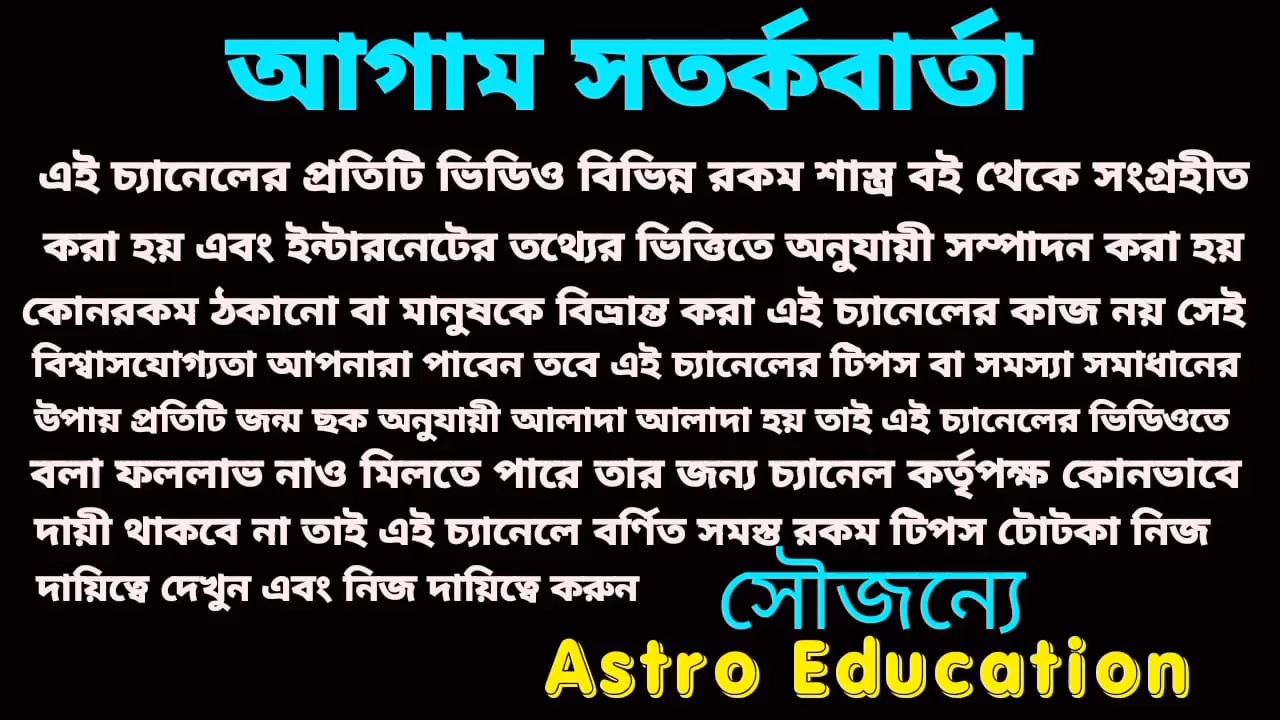 আগাম সতর্কবার্তা
এই চ্যানেলের প্রতিটি ভিডিও বিভিন্ন রকম শাস্ত্র বই থেকে সংগ্রহীত
করা হয় এবং ইন্টারনেটের তথ্যের ভিত্তিতে অনুযায়ী সম্পাদন করা হয়
কোনরকম ঠকানো বা মানুষকে বিভ্রান্ত করা এই চ্যানেলের কাজ নয় সেই
বিশ্বাসযোগ্যতা আপনারা পাবেন তবে এই চ্যানেলের টিপস বা সমস্যা সমাধানের
উপায় প্রতিটি জন্ম ছক অনুযায়ী আলাদা আলাদা হয় তাই এই চ্যানেলের ভিডিওতে
বলা ফললাভ নাও মিলতে পারে তার জন্য চ্যানেল কর্তৃপক্ষ কোনভাবে
দায়ী থাকবে না তাই এই চ্যানেলে বর্ণিত সমস্ত রকম টিপস টোটকা নিজ
দায়িত্বে দেখুন এবং নিজ দায়িত্বে করুন
সৌজন্যে
Astro Education